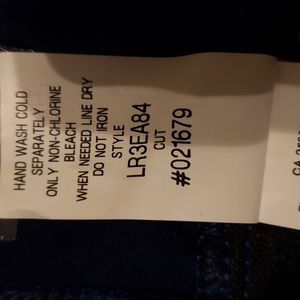 HAND WASH COLD
SEPARATELY
ONLY NON-CHLORINE
BLEACH
WHEN NEEDED LINE DRY
DO NOT IRON
STYLE
LR3EA84
CUT
#021679